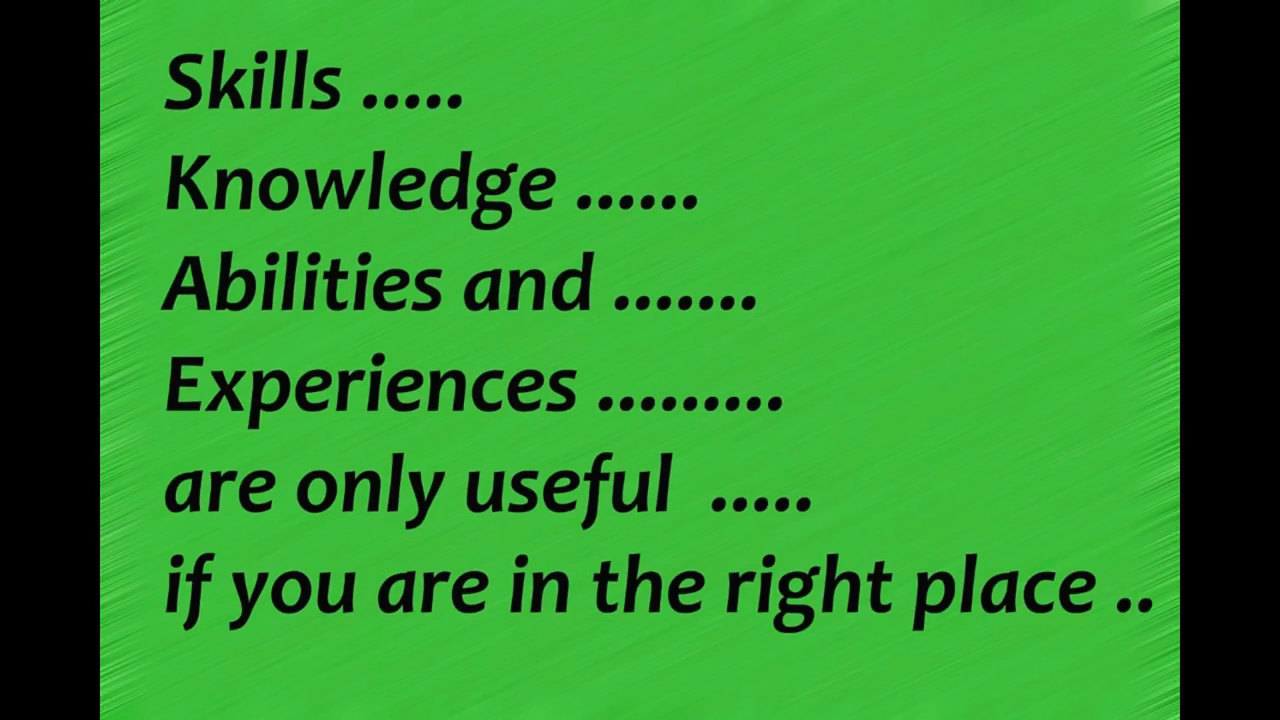 Skills .....
Knowledge ......
Abilities and .......
Experiences .........
are only useful  .....
if you are in the right place ..